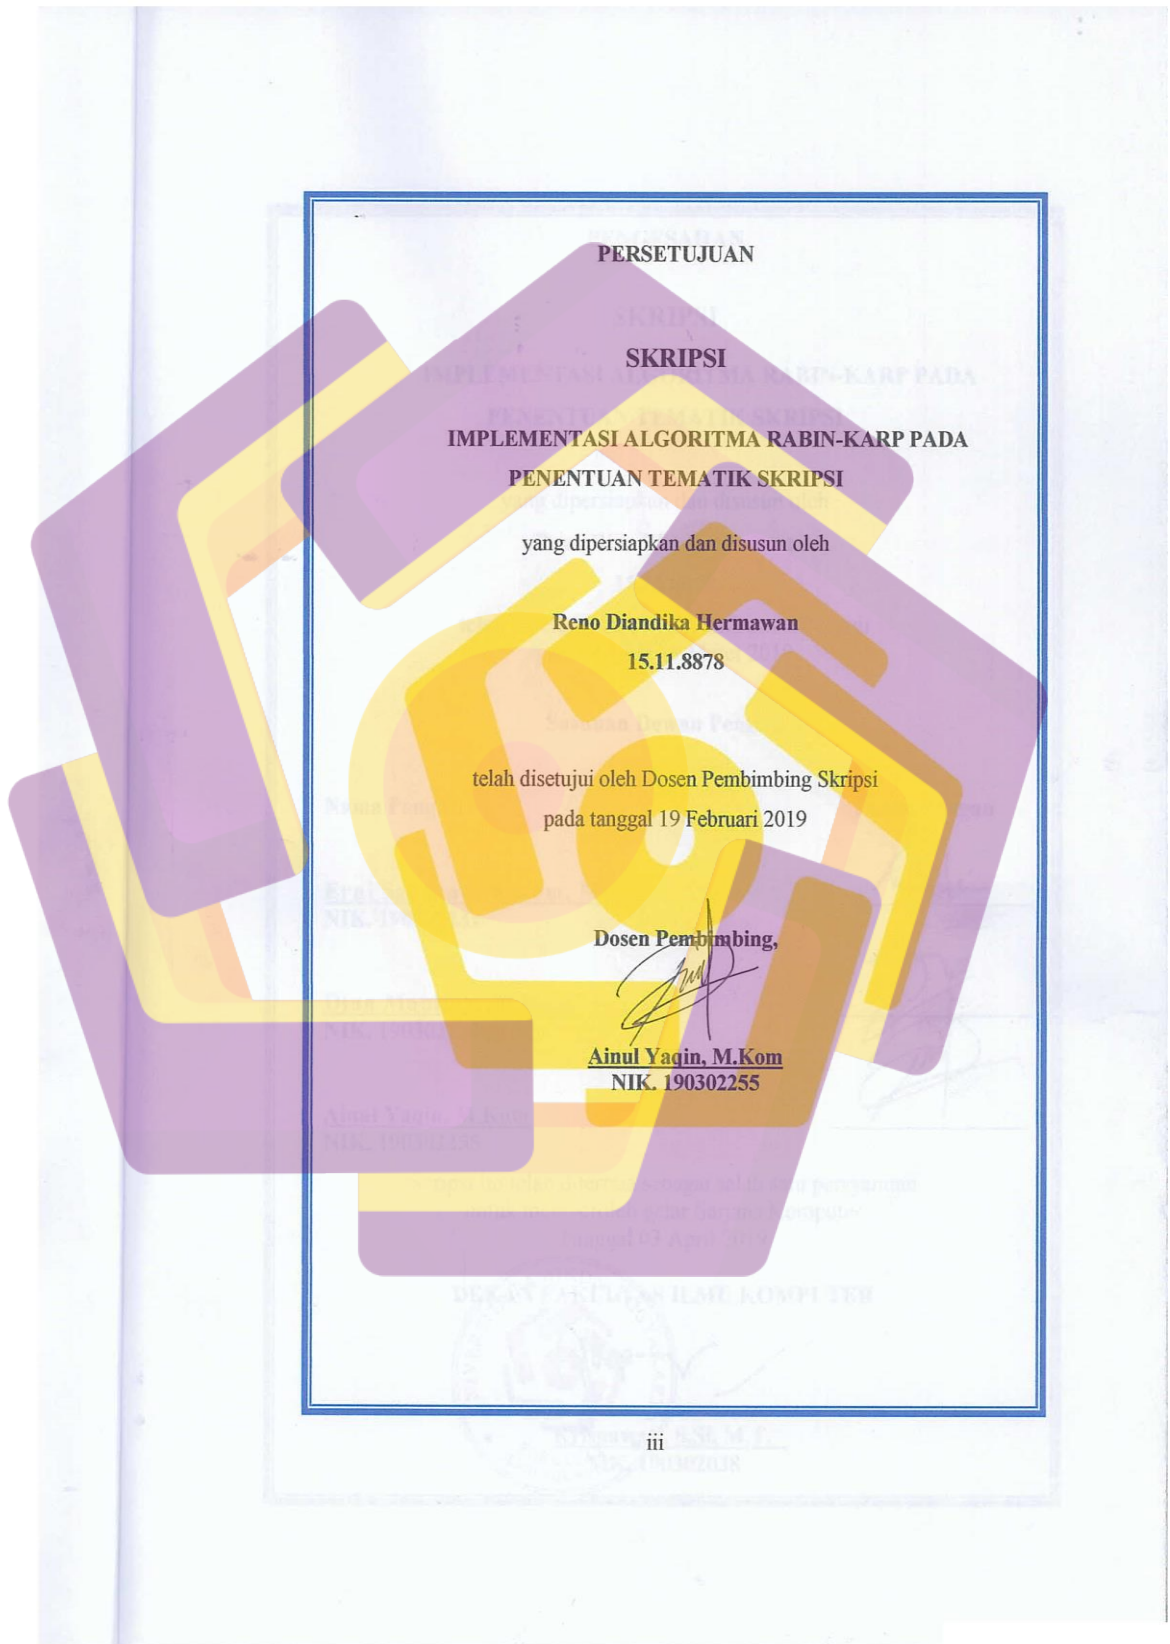 PERSETUJUAN
SKRIPSI
IMPLEMENTASI ALGORITMA RABIN-KARP PADA
PENENTUAN TEMATIK SKRIPSI
yang dipersiapkan dan disusun oleh
Reno Diandika Hermawan
15.11.8878
telah disetujui oleh Dosen Pembimbing Skripsi
pada tanggal 19 Februari 2019
Dosen Pembimbing,
Ainul Yaqin, M.Kom
NIK. 190302255
iii